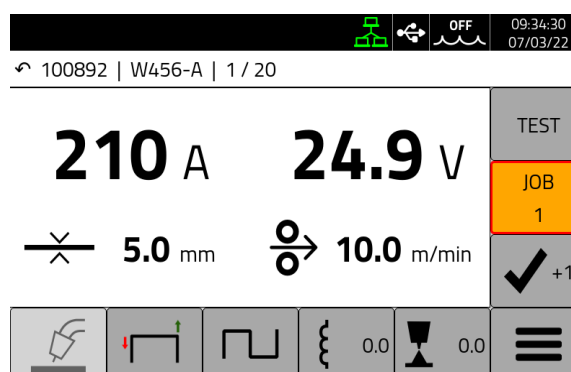 OFF
09:34:30
07/03/22
100892 | W456-A | 1 / 20
210 A
24.9 V
TEST
JOB
1
5.0 mm
10.0 m/min
+1
0.0
0.0